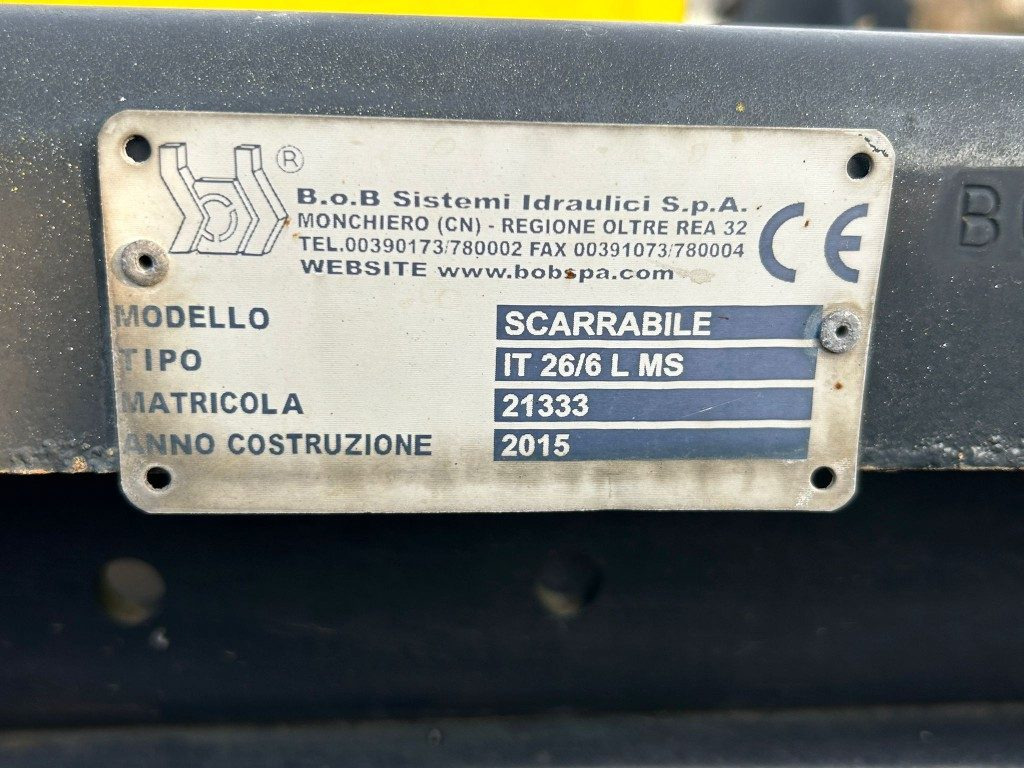 ®
B.o.B Sistemi Idraulici S.p.A.
MONCHIERO (CN) - REGIONE OLTRE REA 32
TEL.00390173/780002 FAX 00391073/780004
WEBSITE www.bobspa.com
CE
MODELLO SCARRABILE
TIPO IT 26/6 L MS
MATRICOLA 21333
ANNO COSTRUZIONE 2015